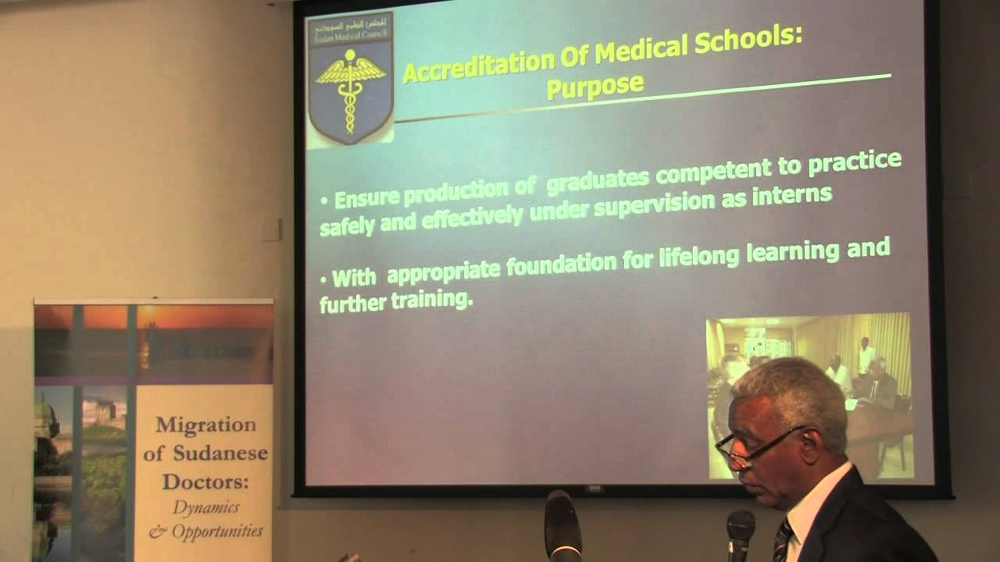 المجلس الطبي السوداني
Sudan Medical Council
Accreditation Of Medical Schools:
Purpose
• Ensure production of graduates competent to practice
safely and effectively under supervision as interns
• With appropriate foundation for lifelong learning and
further training.
Migration
of Sudanese
Doctors:
Dynamics
& Opportunities